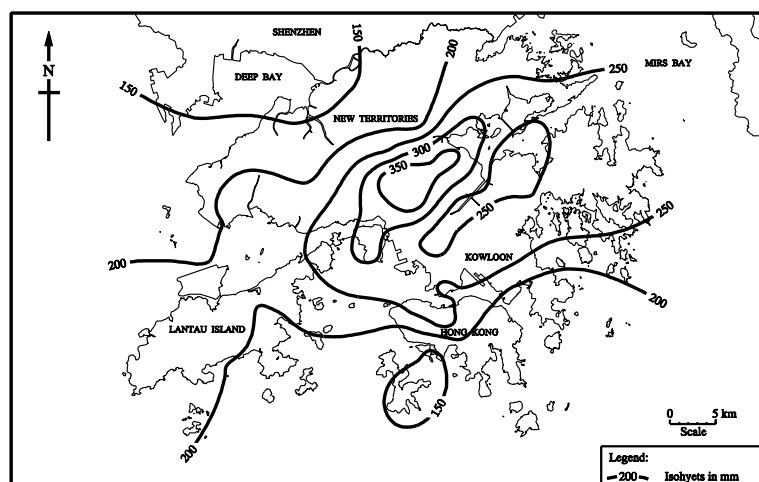 SHENZHEN
150
200
N
DEEP BAY
250
MIRS BAY
150
NEW TERRITORIES
300
350
250
250
KOWLOON
200
200
LANTAU ISLAND
HONG KONG
150
0 5 km
Scale
200
Legend:
200 Isohyets in mm